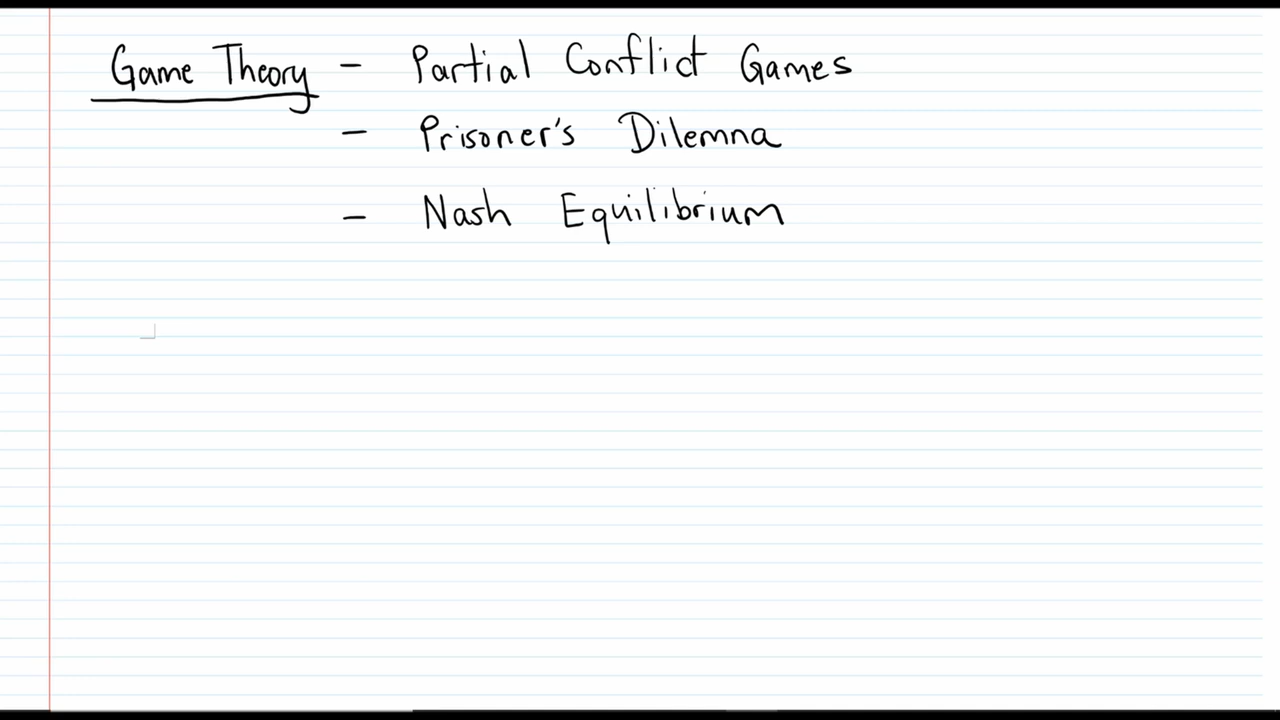 Game Theory - Partial Conflict Games
- Prisoner's Dilemna
- Nash Equilibrium